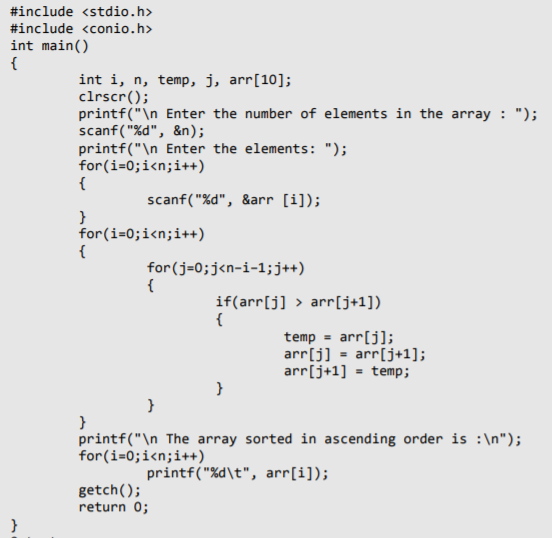 #include <stdio.h>
#include <conio.h>
int main()
{
int i, n, temp, j, arr[10];
clrscr();
printf("\n Enter the number of elements in the array : ");
scanf("%d", &n);
printf("\n Enter the elements: ");
for(i=0;i<n;i++)
{
scanf("%d", &arr [i]);
}
for(i=0;i<n;i++)
{
for(j=0;j<n–i–1;j++)
{
if(arr[j] > arr[j+1])
{
temp = arr[j];
arr[j] = arr[j+1];
arr[j+1] = temp;
}
}
}
printf("\n The array sorted in ascending order is :\n");
for(i=0;i<n;i++)
printf("%d\t", arr[i]);
getch();
return 0;
}